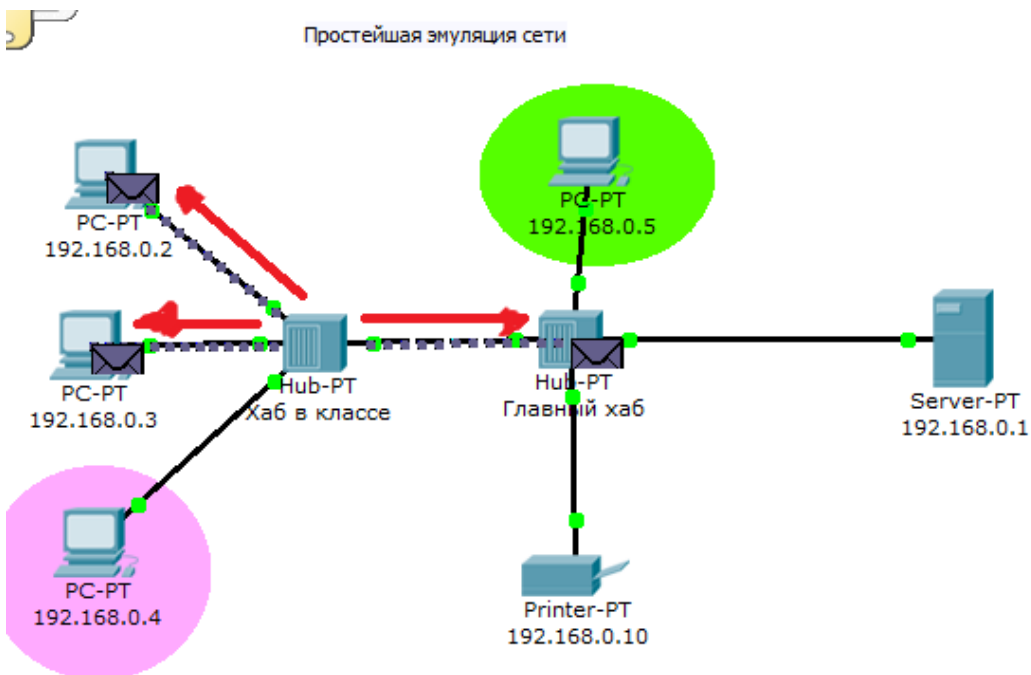 Простейшая эмуляция сети
PC-PT
192.168.0.2
PC-PT
192.168.0.5
PC-PT
192.168.0.3
Hub-PT
Хаб в классе
Hub-PT
Главный хаб
Server-PT
192.168.0.1
PC-PT
192.168.0.4
Printer-PT
192.168.0.10